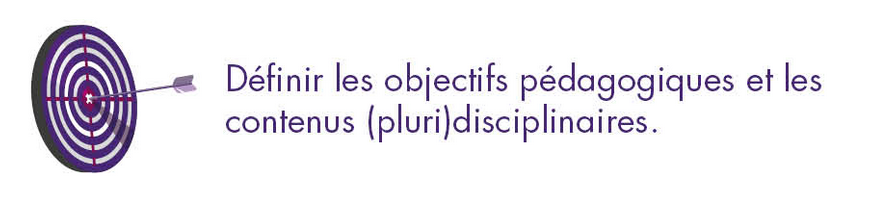 Définir les objectifs pédagogiques et les
contenus (pluri)disciplinaires.